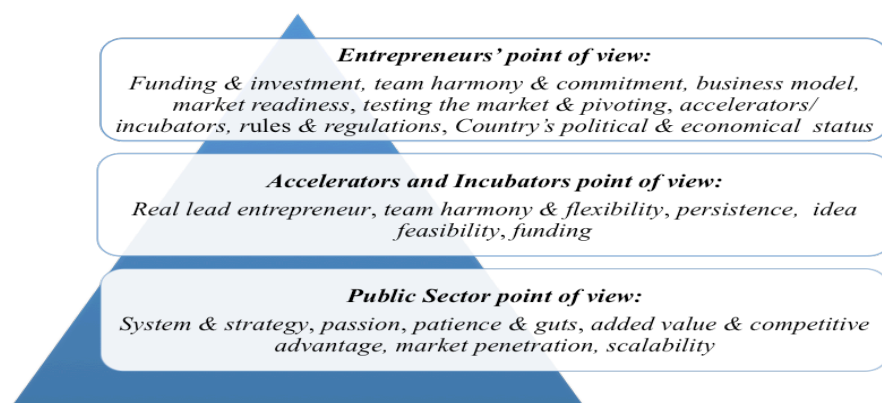 Entrepreneurs' point of view:
Funding & investment, team harmony & commitment, business model,
market readiness, testing the market & pivoting, accelerators/
incubators, rules & regulations, Country's political & economical status
Accelerators and Incubators point of view:
Real lead entrepreneur, team harmony & flexibility, persistence, idea
feasibility, funding
Public Sector point of view:
System & strategy, passion, patience & guts, added value & competitive
advantage, market penetration, scalability